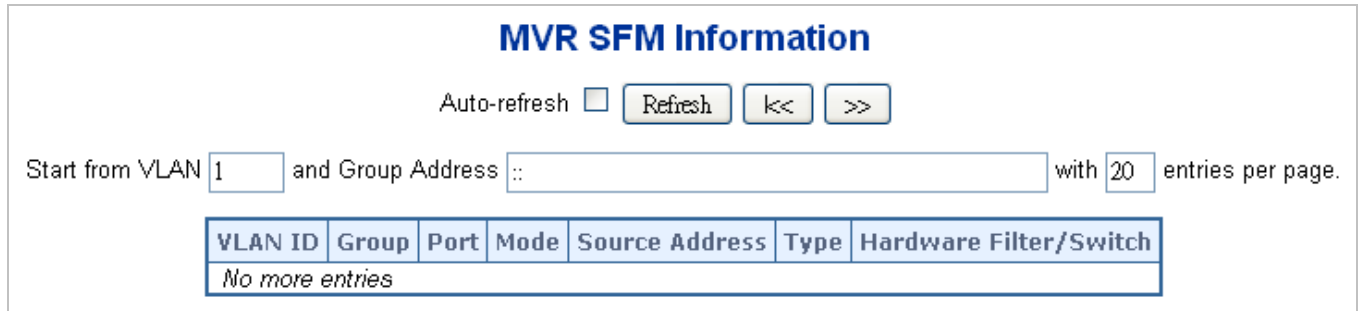 MVR SFM Information
Auto-refresh Refresh |<< >>
Start from VLAN 1 and Group Address :: with 20 entries per page.
VLAN ID Group Port Mode Source Address Type Hardware Filter/Switch
No more entries